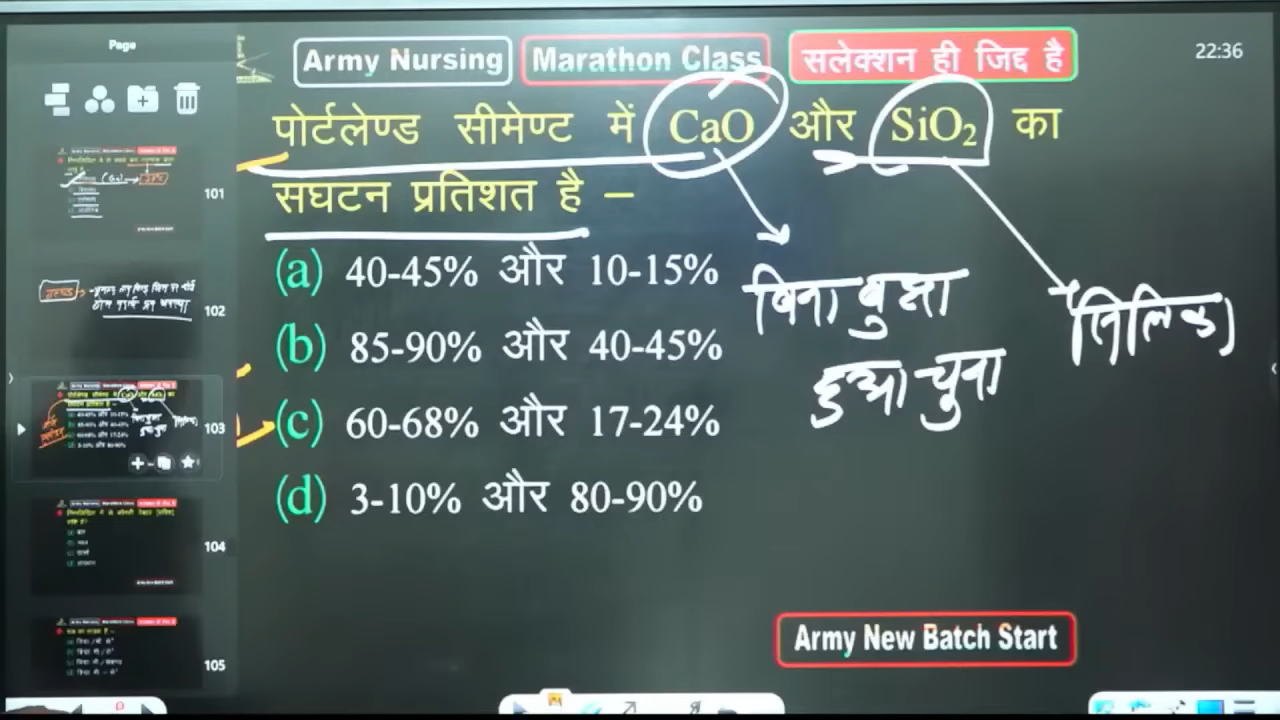 Page
Army Nursing Marathon Class सलेक्शन ही जिद्द है 22:36
पोर्टलेण्ड सीमेण्ट में CaO और SiO₂ का
संघटन प्रतिशत है –
(a) 40-45% और 10-15%
(b) 85-90% और 40-45%
(c) 60-68% और 17-24%
(d) 3-10% और 80-90%
बिना बुझा
हुआ चुना
सिलिका
101
102
103
104
105
Army New Batch Start